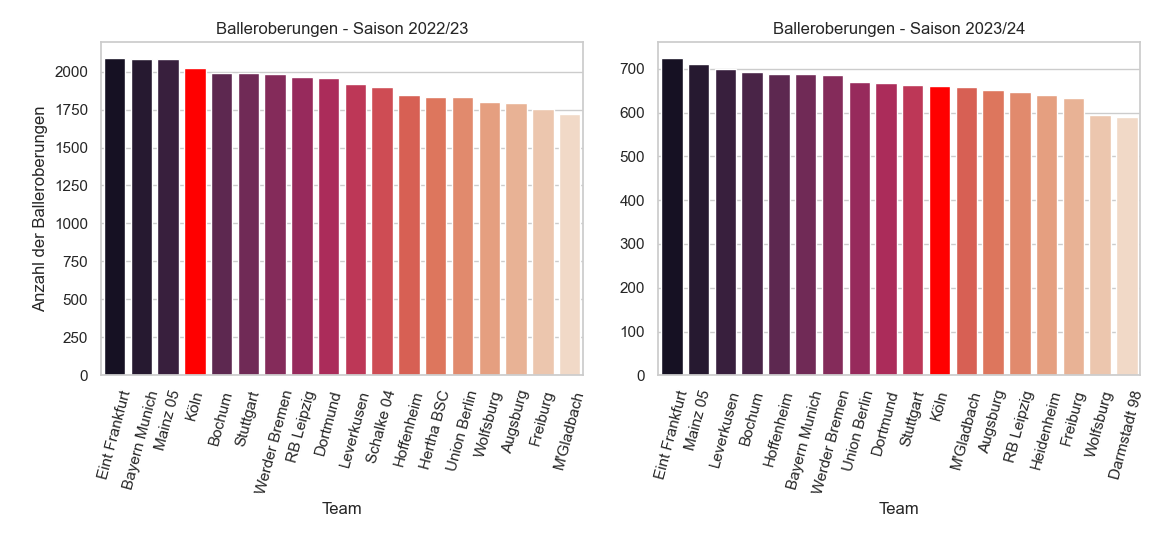 Balleroberungen - Saison 2022/23
Anzahl der Balleroberungen
2000
1750
1500
1250
1000
750
500
250
0
Eint Frankfurt
Bayern Munich
Mainz 05
Köln
Bochum
Stuttgart
Werder Bremen
RB Leipzig
Dortmund
Leverkusen
Schalke 04
Hoffenheim
Hertha BSC
Union Berlin
Wolfsburg
Augsburg
Freiburg
M'Gladbach
Team
Balleroberungen - Saison 2023/24
700
600
500
400
300
200
100
0
Eint Frankfurt
Mainz 05
Leverkusen
Bochum
Hoffenheim
Bayern Munich
Werder Bremen
Union Berlin
Dortmund
Stuttgart
Köln
M'Gladbach
Augsburg
RB Leipzig
Heidenheim
Freiburg
Wolfsburg
Darmstadt 98
Team